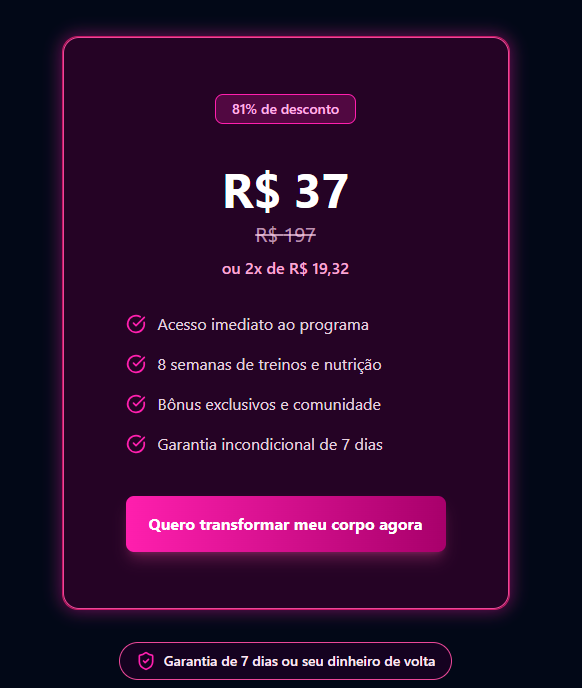 81% de desconto
R$ 37
R$ 197
ou 2x de R$ 19,32
Acesso imediato ao programa
8 semanas de treinos e nutrição
Bônus exclusivos e comunidade
Garantia incondicional de 7 dias
Quero transformar meu corpo agora
Garantia de 7 dias ou seu dinheiro de volta